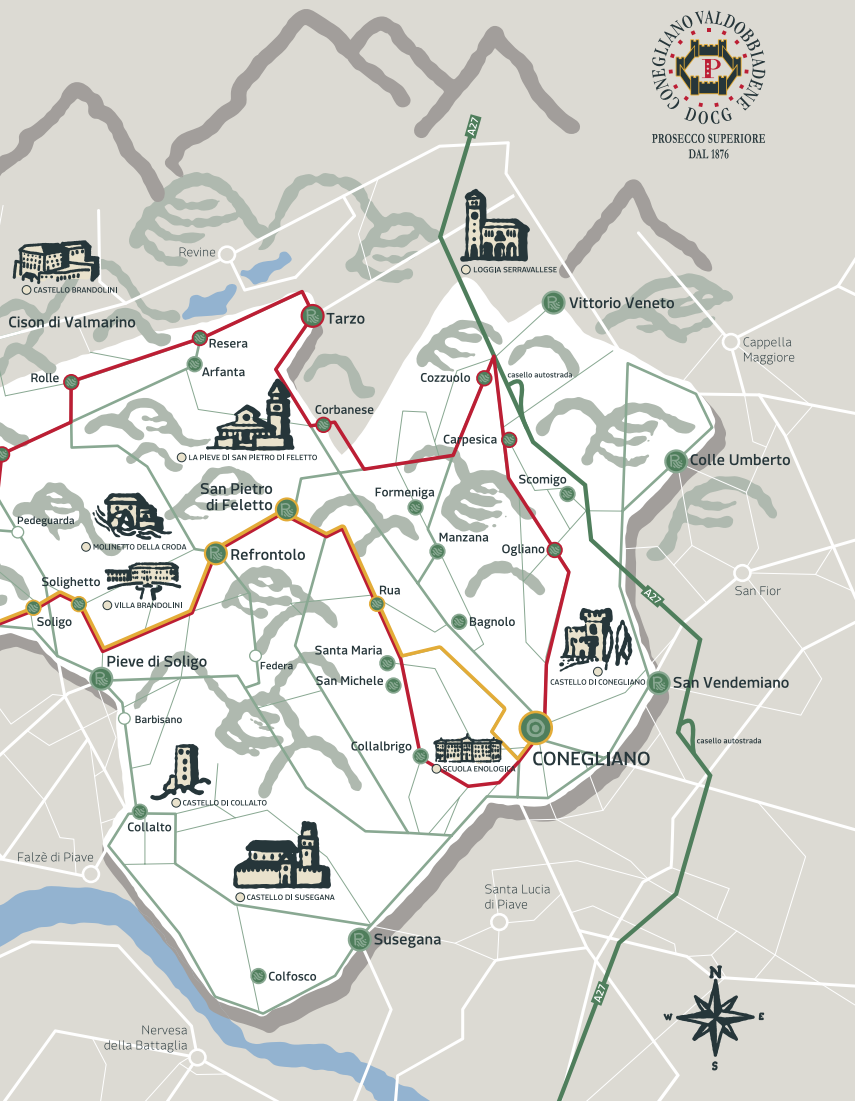 CONEGLIANO VALDOBBIADENE
P
DOCG
PROSECCO SUPERIORE
DAL 1876
A27
Revine
LOGGIA SERRAVALLESE
CASTELLO BRANDOLINI
Vittorio Veneto
Cison di Valmarino
Tarzo
Resera
Cappella
Maggiore
Arfanta
Rolle
Cozzuolo
casello autostrada
Corbanese
Carpesica
LA PIEVE DI SAN PIETRO DI FELETTO
Colle Umberto
Scomigo
San Pietro
di Feletto
Formeniga
Pedeguarda
Manzana
MOLINETTO DELLA CRODA
Refrontolo
Ogliano
Solighetto
Rua
San Fior
A27
VILLA BRANDOLINI
Soligo
Bagnolo
Santa Maria
Pieve di Soligo
Federa
San Michele
CASTELLO DI CONEGLIANO
San Vendemiano
Barbisano
Collalbrigo
casello autostrada
CONEGLIANO
SCUOLA ENOLOGICA
CASTELLO DI COLLALTO
Collalto
Falzè di Piave
Santa Lucia
di Piave
CASTELLO DI SUSEGANA
Susegana
Colfosco
N
A27
W
E
S
Nervesa
della Battaglia